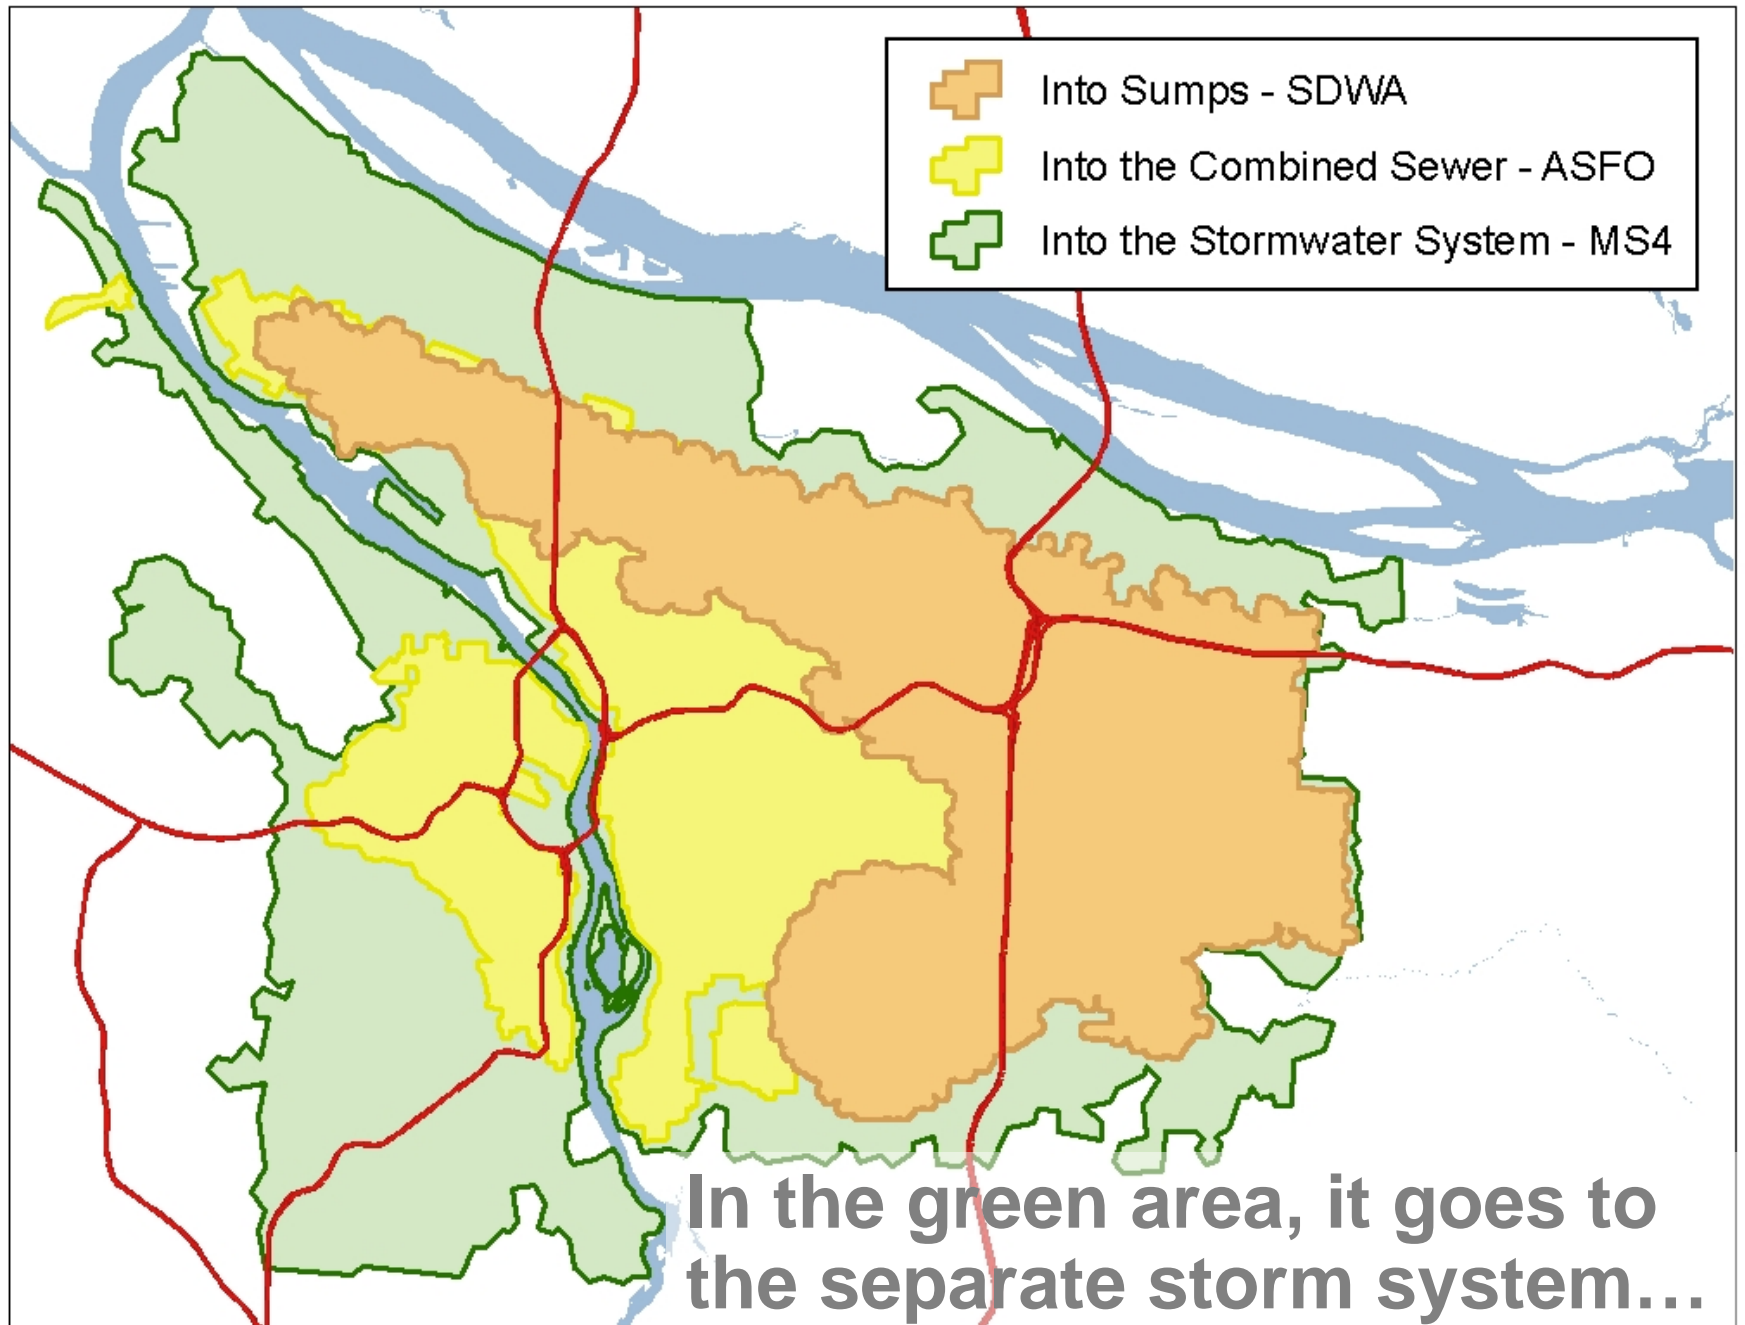 Into Sumps - SDWA
Into the Combined Sewer - ASFO
Into the Stormwater System - MS4
In the green area, it goes to
the separate storm system…